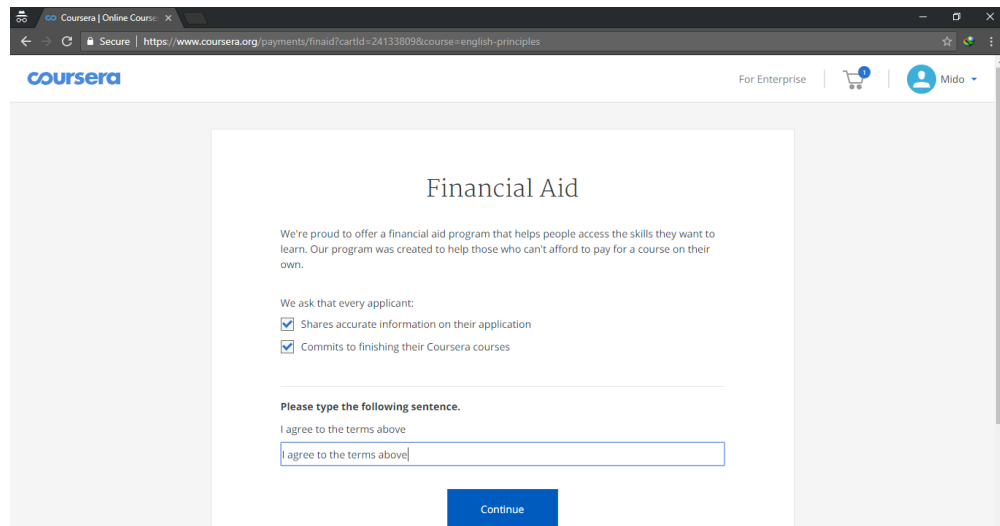 Coursera | Online Course
Secure | https://www.coursera.org/payments/finaid?cartId=24133809&course=english-principles
coursera
For Enterprise
1
Mido
Financial Aid
We're proud to offer a financial aid program that helps people access the skills they want to
learn. Our program was created to help those who can't afford to pay for a course on their
own.
We ask that every applicant:
Shares accurate information on their application
Commits to finishing their Coursera courses
Please type the following sentence.
I agree to the terms above
I agree to the terms above
Continue